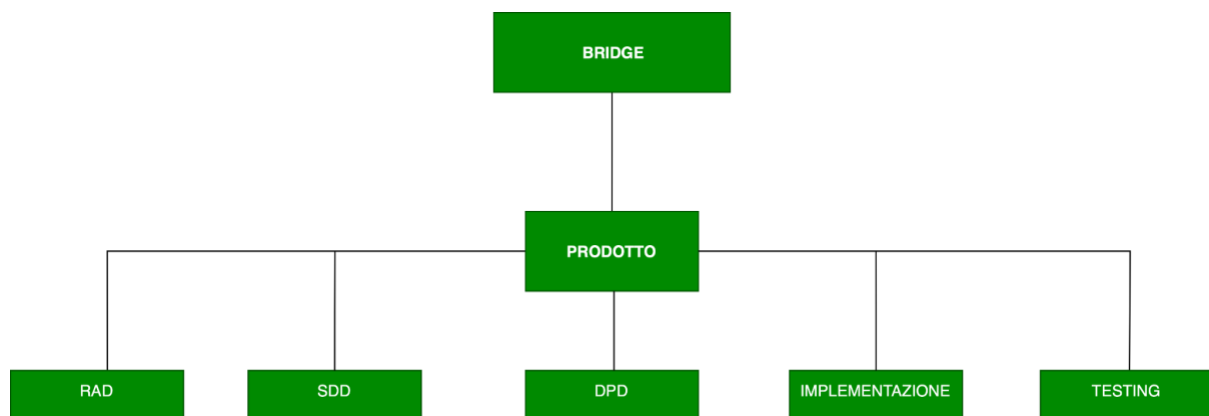 BRIDGE
PRODOTTO
RAD
SDD
DPD
IMPLEMENTAZIONE
TESTING